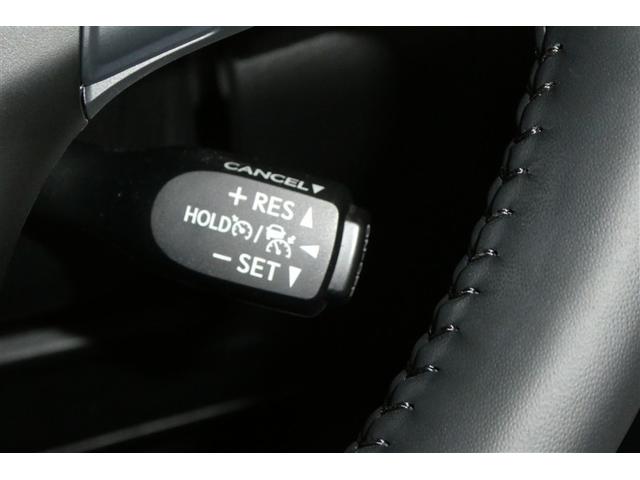 CANCEL▼
+ RES ▲
HOLD / ◀
− SET ▼